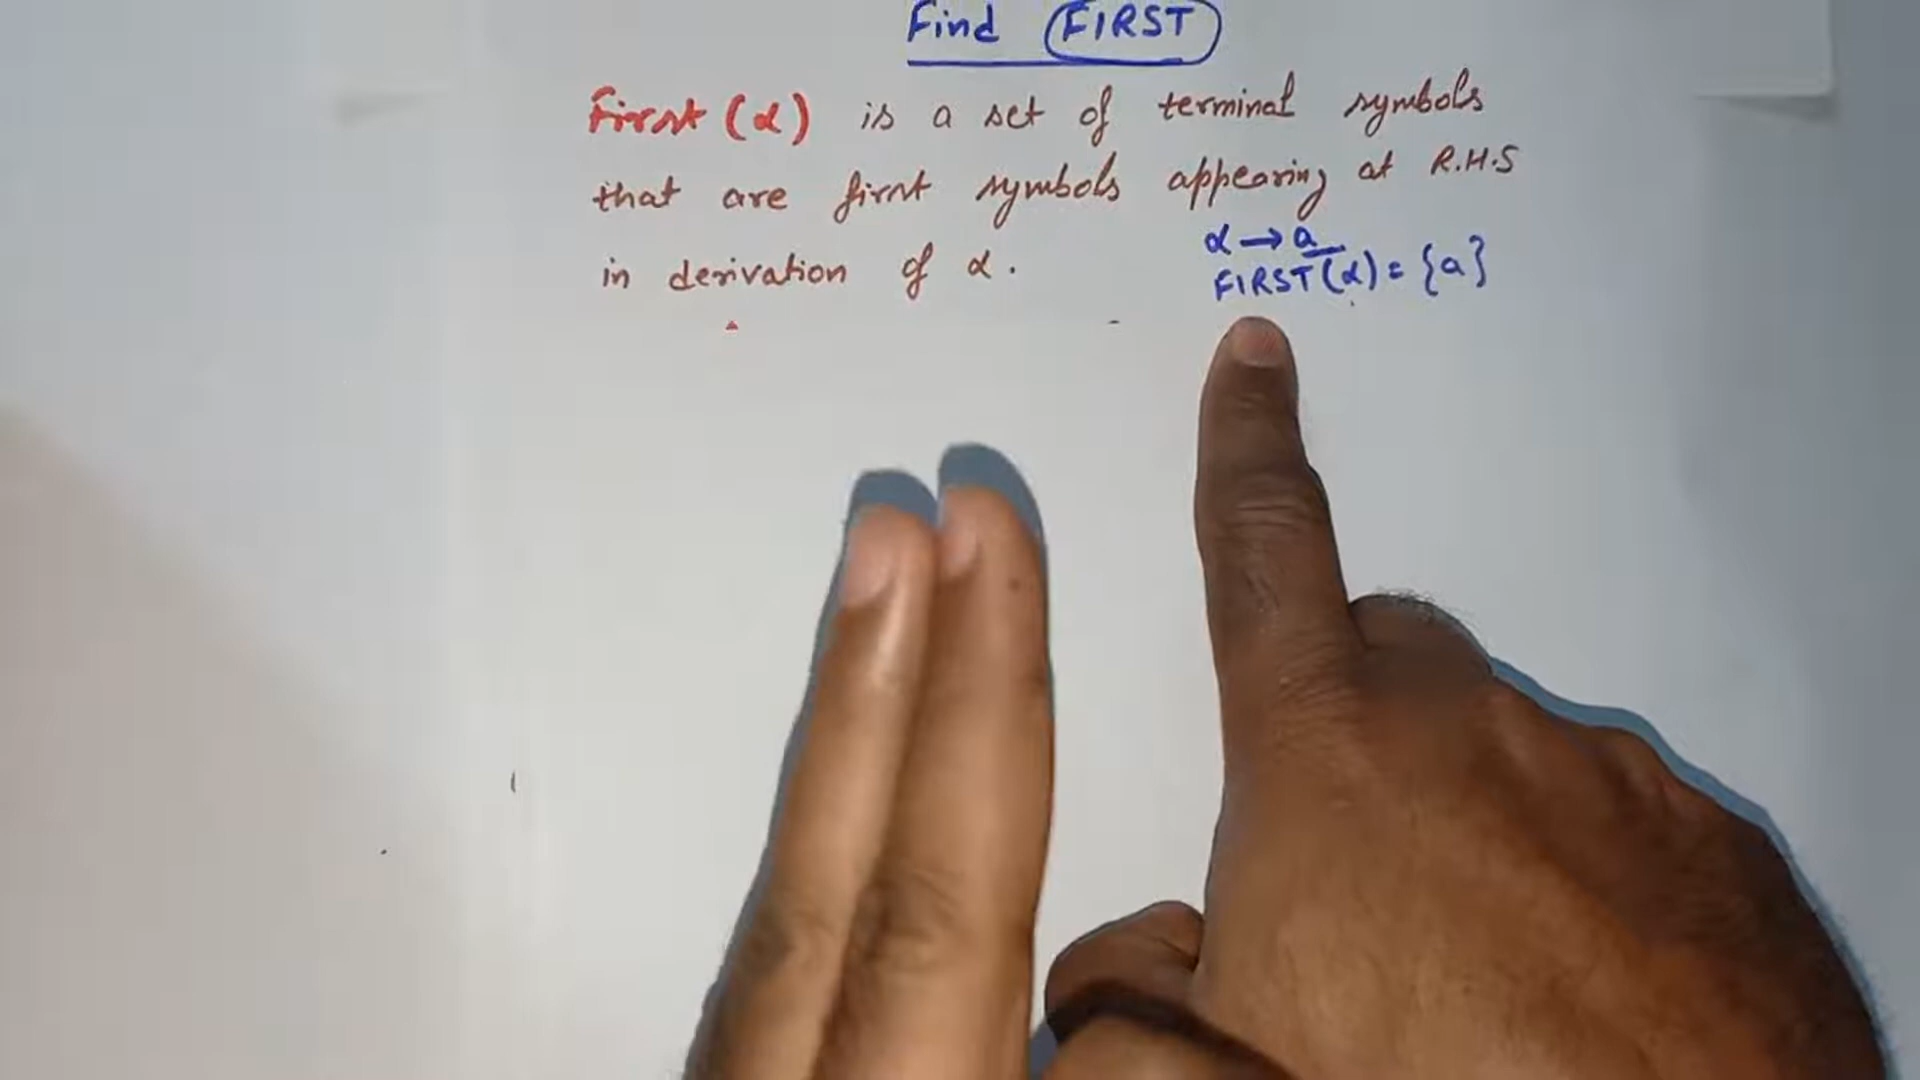 Find FIRST
First (α) is a set of terminal symbols
that are first symbols appearing at R.H.S
in derivation of α.
α → a
FIRST (α) = {a}